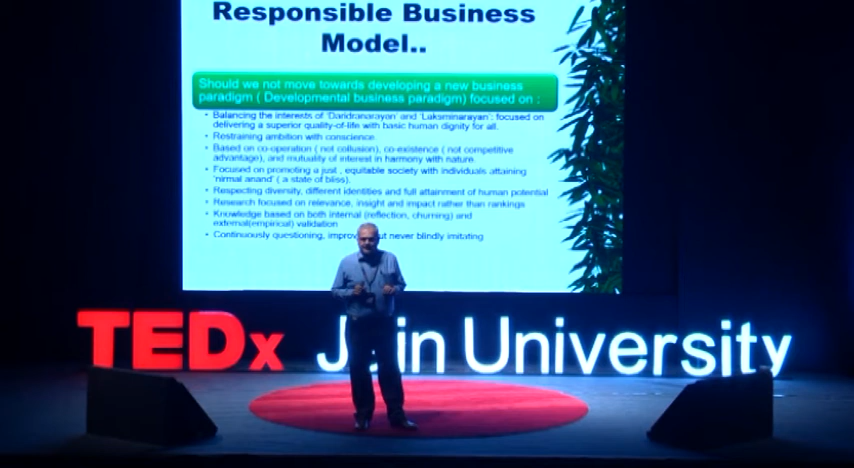 Responsible Business
Model..
Should we not move towards developing a new business
paradigm ( Developmental business paradigm) focused on :
• Balancing the interests of 'Daridranarayan' and 'Laksminarayan': focused on
delivering a superior quality-of-life with basic human dignity for all.
• Restraining ambition with conscience
• Based on co-operation ( not collusion), co-existence ( not competitive
advantage), and mutuality of interest in harmony with nature.
• Focused on promoting a just , equitable society with individuals attaining
'nirmal anand' ( a state of bliss).
• Respecting diversity, different identities and full attainment of human potential
• Research focused on relevance, insight and impact rather than rankings
• Knowledge based on both internal (reflection, churning) and
external(empirical) validation
• Continuously questioning, but never blindly imitating
TEDx University